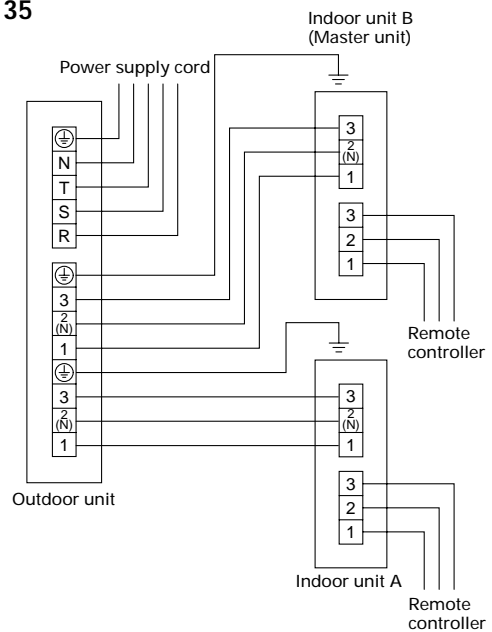 35
Indoor unit B
(Master unit)
Power supply cord
N
T
S
R
3
2
(N)
1
3
2
(N)
1
Outdoor unit
3
2
(N)
1
3
2
1
Remote
controller
3
2
(N)
1
3
2
1
Indoor unit A
Remote
controller